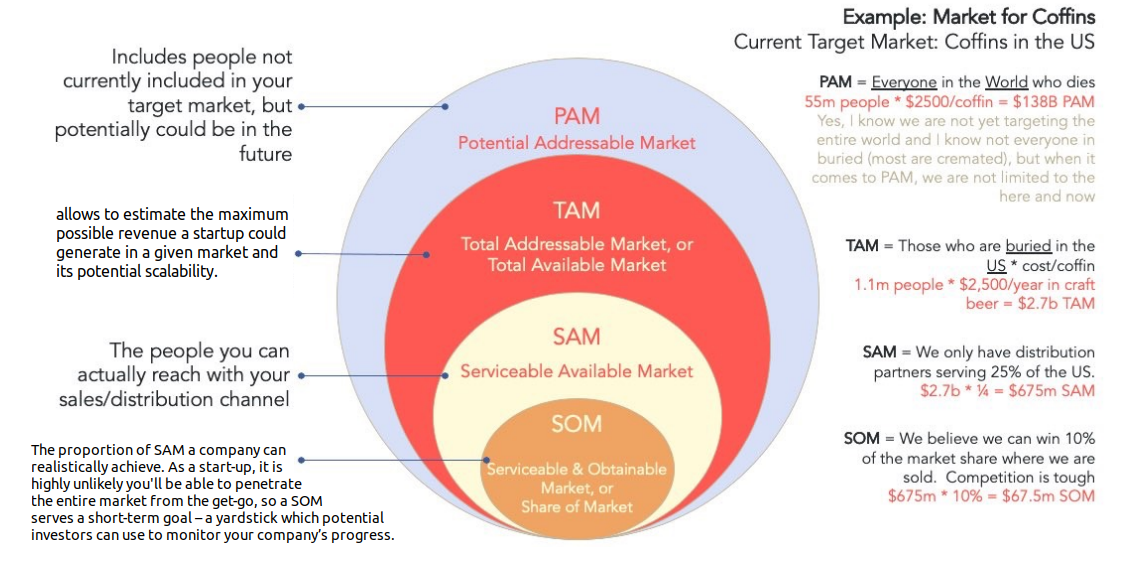 Example: Market for Coffins
Current Target Market: Coffins in the US
Includes people not
currently included in your
target market, but
potentially could be in the
future
allows to estimate the maximum
possible revenue a startup could
generate in a given market and
its potential scalability.
The people you can
actually reach with your
sales/distribution channel
The proportion of SAM a company can
realistically achieve. As a start-up, it is
highly unlikely you'll be able to penetrate
the entire market from the get-go, so a SOM
serves a short-term goal – a yardstick which potential
investors can use to monitor your company's progress.
PAM
Potential Addressable Market
TAM
Total Addressable Market, or
Total Available Market
SAM
Serviceable Available Market
SOM
Serviceable & Obtainable
Market, or
Share of Market
PAM = Everyone in the World who dies
55m people * $2500/coffin = $138B PAM
Yes, I know we are not yet targeting the
entire world and I know not everyone in
buried (most are cremated), but when it
comes to PAM, we are not limited to the
here and now
TAM = Those who are buried in the
US * cost/coffin
1.1m people * $2,500/year in craft
beer = $2.7b TAM
SAM = We only have distribution
partners serving 25% of the US.
$2.7b * ¼ = $675m SAM
SOM = We believe we can win 10%
of the market share where we are
sold. Competition is tough
$675m * 10% = $67.5m SOM